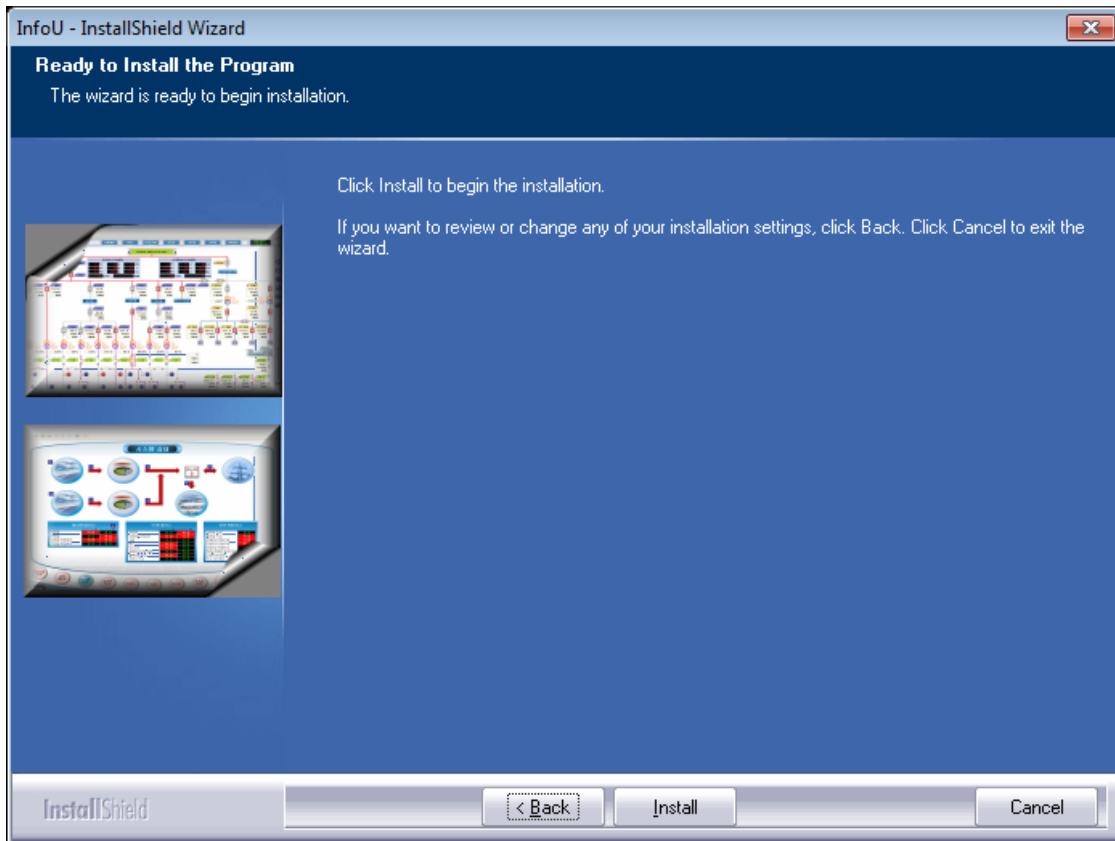 InfoU - InstallShield Wizard
Ready to Install the Program
The wizard is ready to begin installation.
Click Install to begin the installation.
If you want to review or change any of your installation settings, click Back. Click Cancel to exit the
wizard.
InstallShield
< Back
Install
Cancel